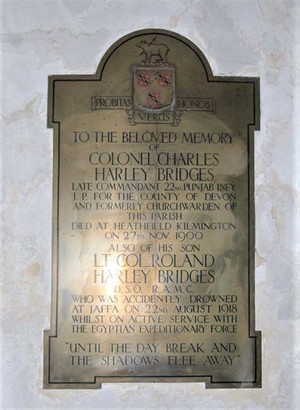 PROBITAS VERUS HONOS
TO THE BELOVED MEMORY
OF
COLONEL CHARLES
HARLEY BRIDGES
LATE COMMANDANT 22ND PUNJAB INFY
J. P. FOR THE COUNTY OF DEVON
AND FORMERLY CHURCHWARDEN OF
THIS PARISH
DIED AT HEATHFIELD KILMINGTON
ON 27TH NOV. 1900
ALSO OF HIS SON
LT COL. ROLAND
HARLEY BRIDGES
D.S.O. R.A.M.C.
WHO WAS ACCIDENTLY DROWNED
AT JAFFA ON 22ND AUGUST 1918
WHILST ON ACTIVE SERVICE WITH
THE EGYPTIAN EXPEDITIONARY FORCE
"UNTIL THE DAY BREAK AND
THE SHADOWS FLEE AWAY"